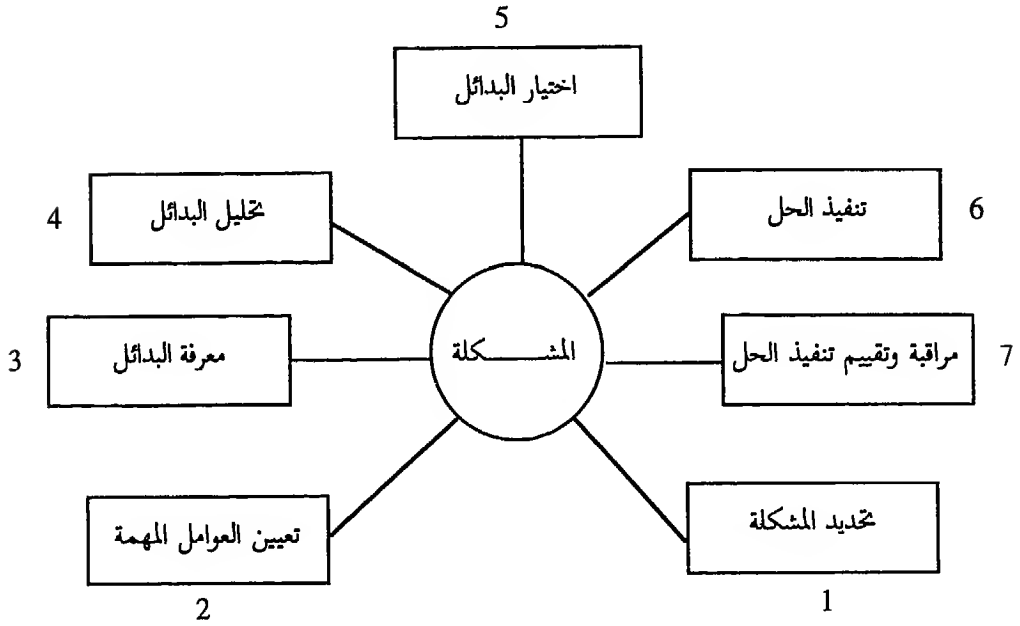 5
اختيار البدائل
تنفيذ الحل
6
تحليل البدائل
4
المشــــكلة
مراقبة وتقييم تنفيذ الحل
7
معرفة البدائل
3
تحديد المشكلة
1
تعيين العوامل المهمة
2